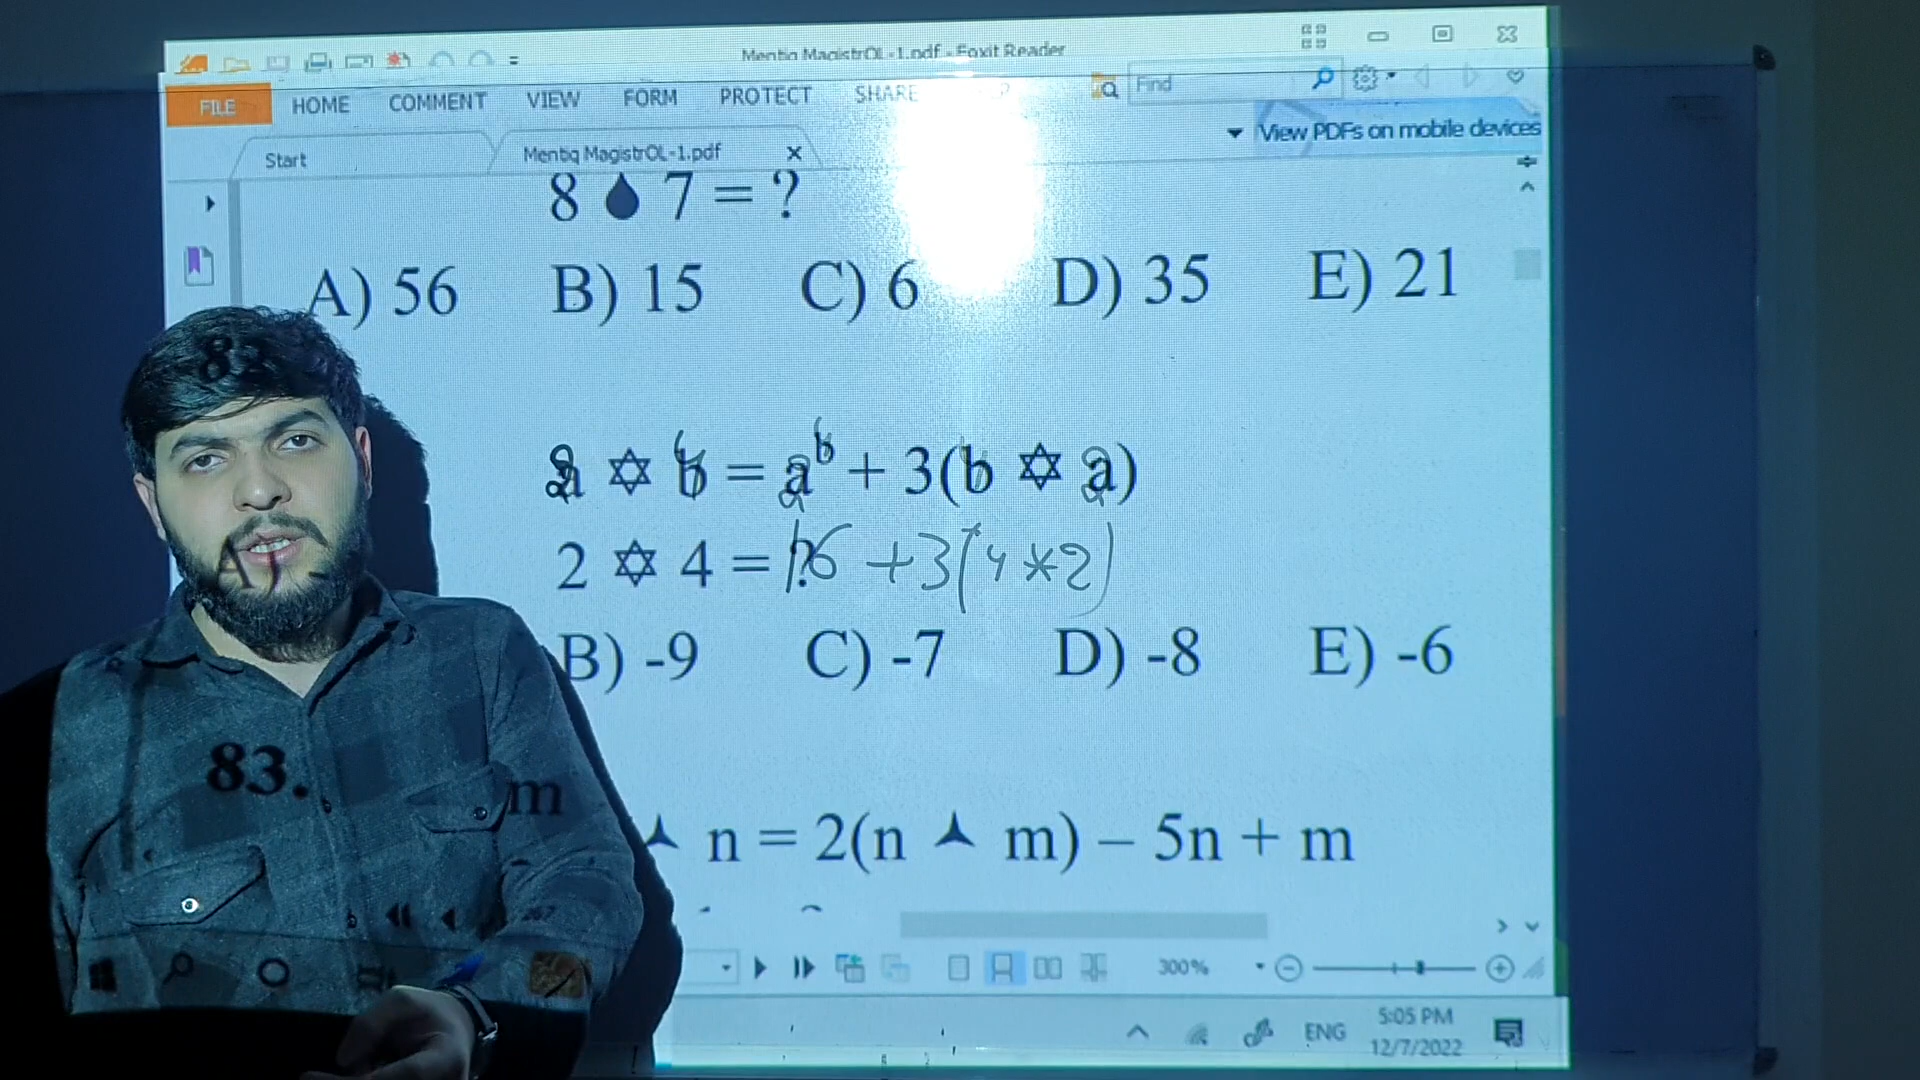 Mentiq MagistrOL-1.pdf - Foxit Reader
Find
FILE HOME COMMENT VIEW FORM PROTECT SHARE
View PDFs on mobile devices
Start Mentiq MagistrOL-1.pdf
8 💧 7 = ?
A) 56 B) 15 C) 6 D) 35 E) 21
82
a ✡ b = a^b + 3(b ✡ a)
2 ✡ 4 = ? 16 + 3(4 * 2)
A) B) -9 C) -7 D) -8 E) -6
83. m ⅄ n = 2(n ⅄ m) – 5n + m
300%
ENG
5:05 PM
12/7/2022